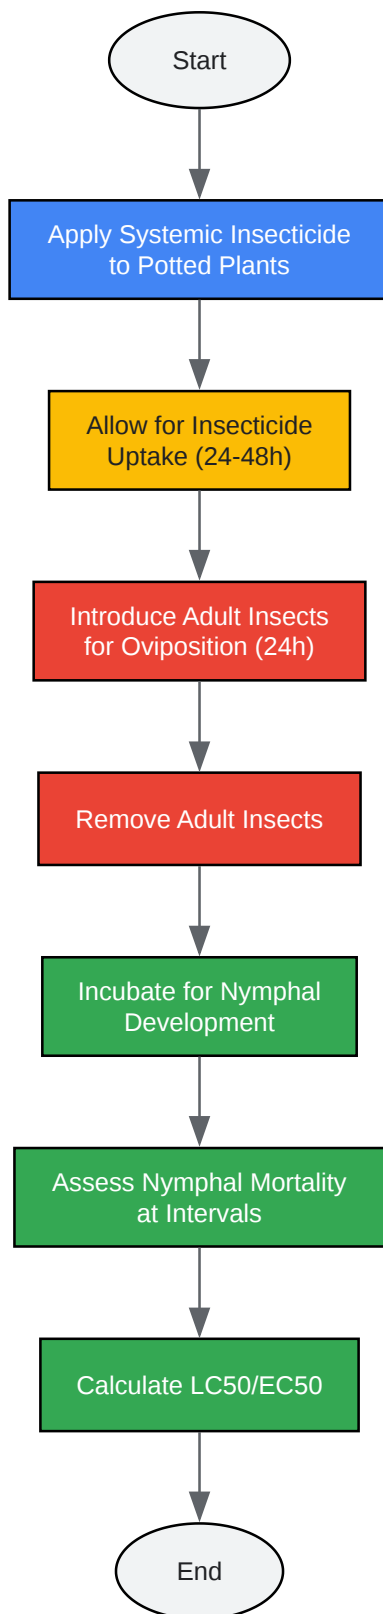 Start
Apply Systemic Insecticide
to Potted Plants
Allow for Insecticide
Uptake (24-48h)
Introduce Adult Insects
for Oviposition (24h)
Remove Adult Insects
Incubate for Nymphal
Development
Assess Nymphal Mortality
at Intervals
Calculate LC50/EC50
End